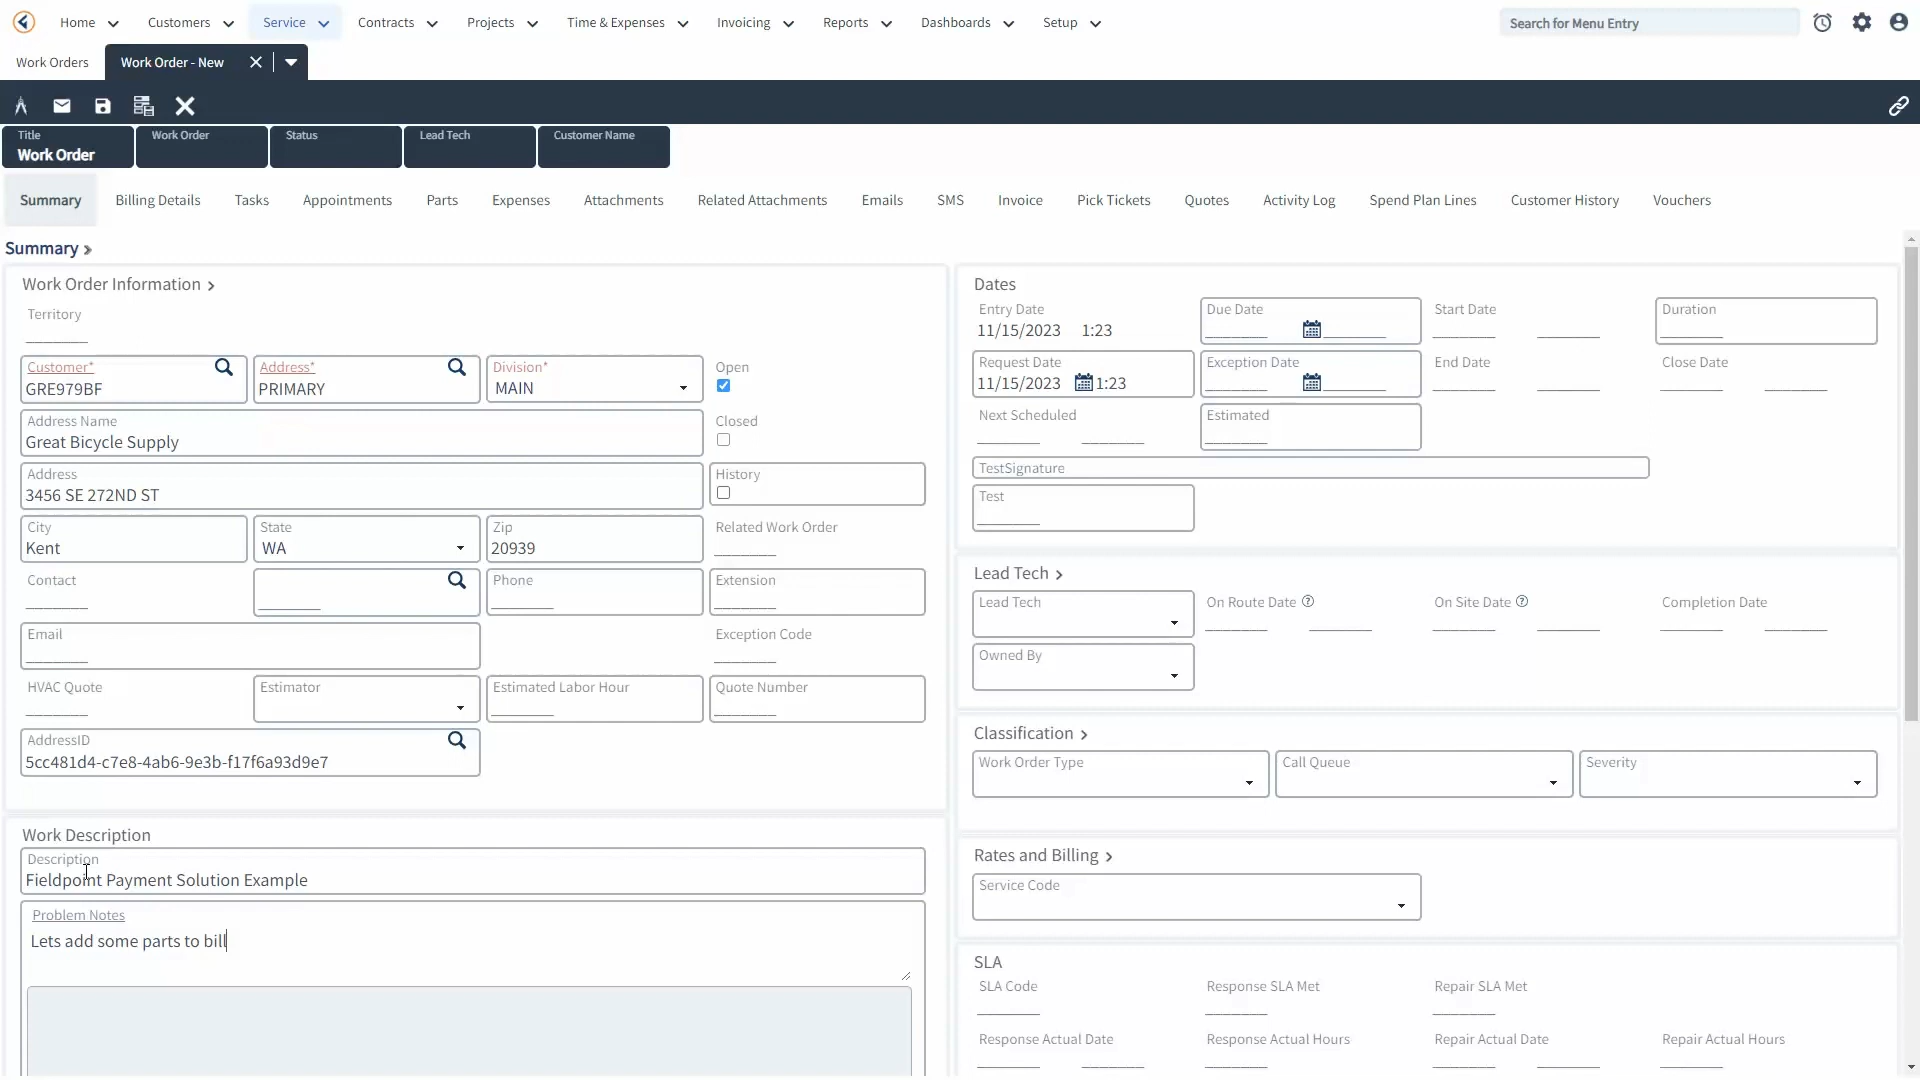 Home Customers Service Contracts Projects Time & Expenses Invoicing Reports Dashboards Setup Search for Menu Entry
Work Orders Work Order - New
Title Work Order Status Lead Tech Customer Name
Work Order
Summary Billing Details Tasks Appointments Parts Expenses Attachments Related Attachments Emails SMS Invoice Pick Tickets Quotes Activity Log Spend Plan Lines Customer History Vouchers
Summary
Work Order Information
Territory
Customer* Address* Division* Open
GRE979BF PRIMARY MAIN
Address Name Closed
Great Bicycle Supply
Address History
3456 SE 272ND ST
City State Zip Related Work Order
Kent WA 20939
Contact Phone Extension
Email Exception Code
HVAC Quote Estimator Estimated Labor Hour Quote Number
AddressID
5cc481d4-c7e8-4ab6-9e3b-f17f6a93d9e7
Work Description
Description
Fieldpoint Payment Solution Example
Problem Notes
Lets add some parts to bill
Dates
Entry Date Due Date Start Date Duration
11/15/2023 1:23
Request Date Exception Date End Date Close Date
11/15/2023 1:23
Next Scheduled Estimated
TestSignature
Test
Lead Tech
Lead Tech On Route Date On Site Date Completion Date
Owned By
Classification
Work Order Type Call Queue Severity
Rates and Billing
Service Code
SLA
SLA Code Response SLA Met Repair SLA Met
Response Actual Date Response Actual Hours Repair Actual Date Repair Actual Hours